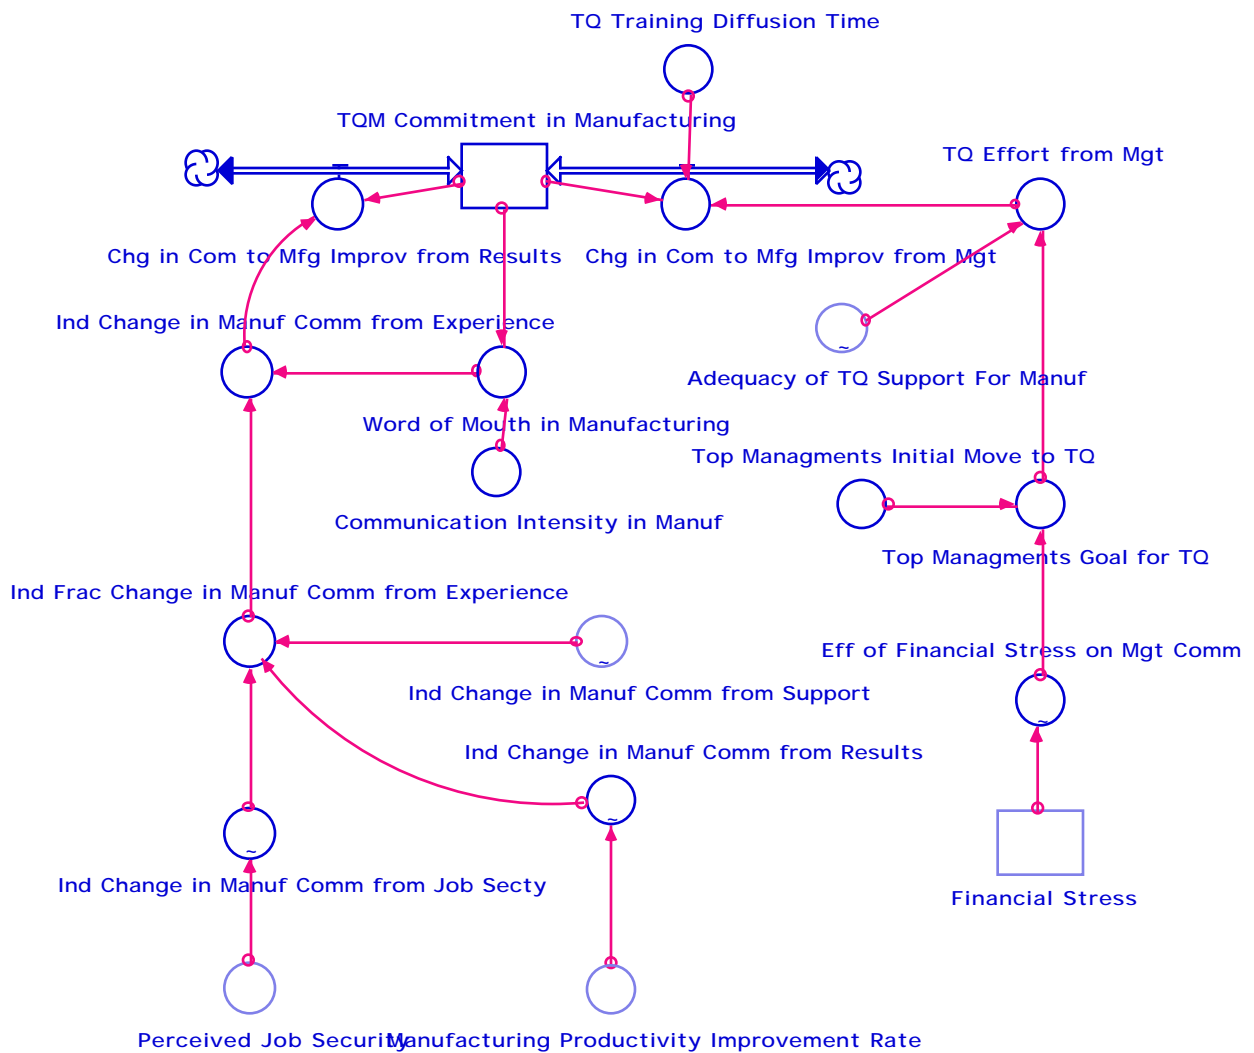 TQ Training Diffusion Time
TQM Commitment in Manufacturing
TQ Effort from Mgt
Chg in Com to Mfg Improv from Results
Chg in Com to Mfg Improv from Mgt
Ind Change in Manuf Comm from Experience
Adequacy of TQ Support For Manuf
Word of Mouth in Manufacturing
Top Managments Initial Move to TQ
Communication Intensity in Manuf
Top Managments Goal for TQ
Ind Frac Change in Manuf Comm from Experience
Eff of Financial Stress on Mgt Comm
Ind Change in Manuf Comm from Support
Ind Change in Manuf Comm from Results
Ind Change in Manuf Comm from Job Secty
Financial Stress
Perceived Job Security
Manufacturing Productivity Improvement Rate